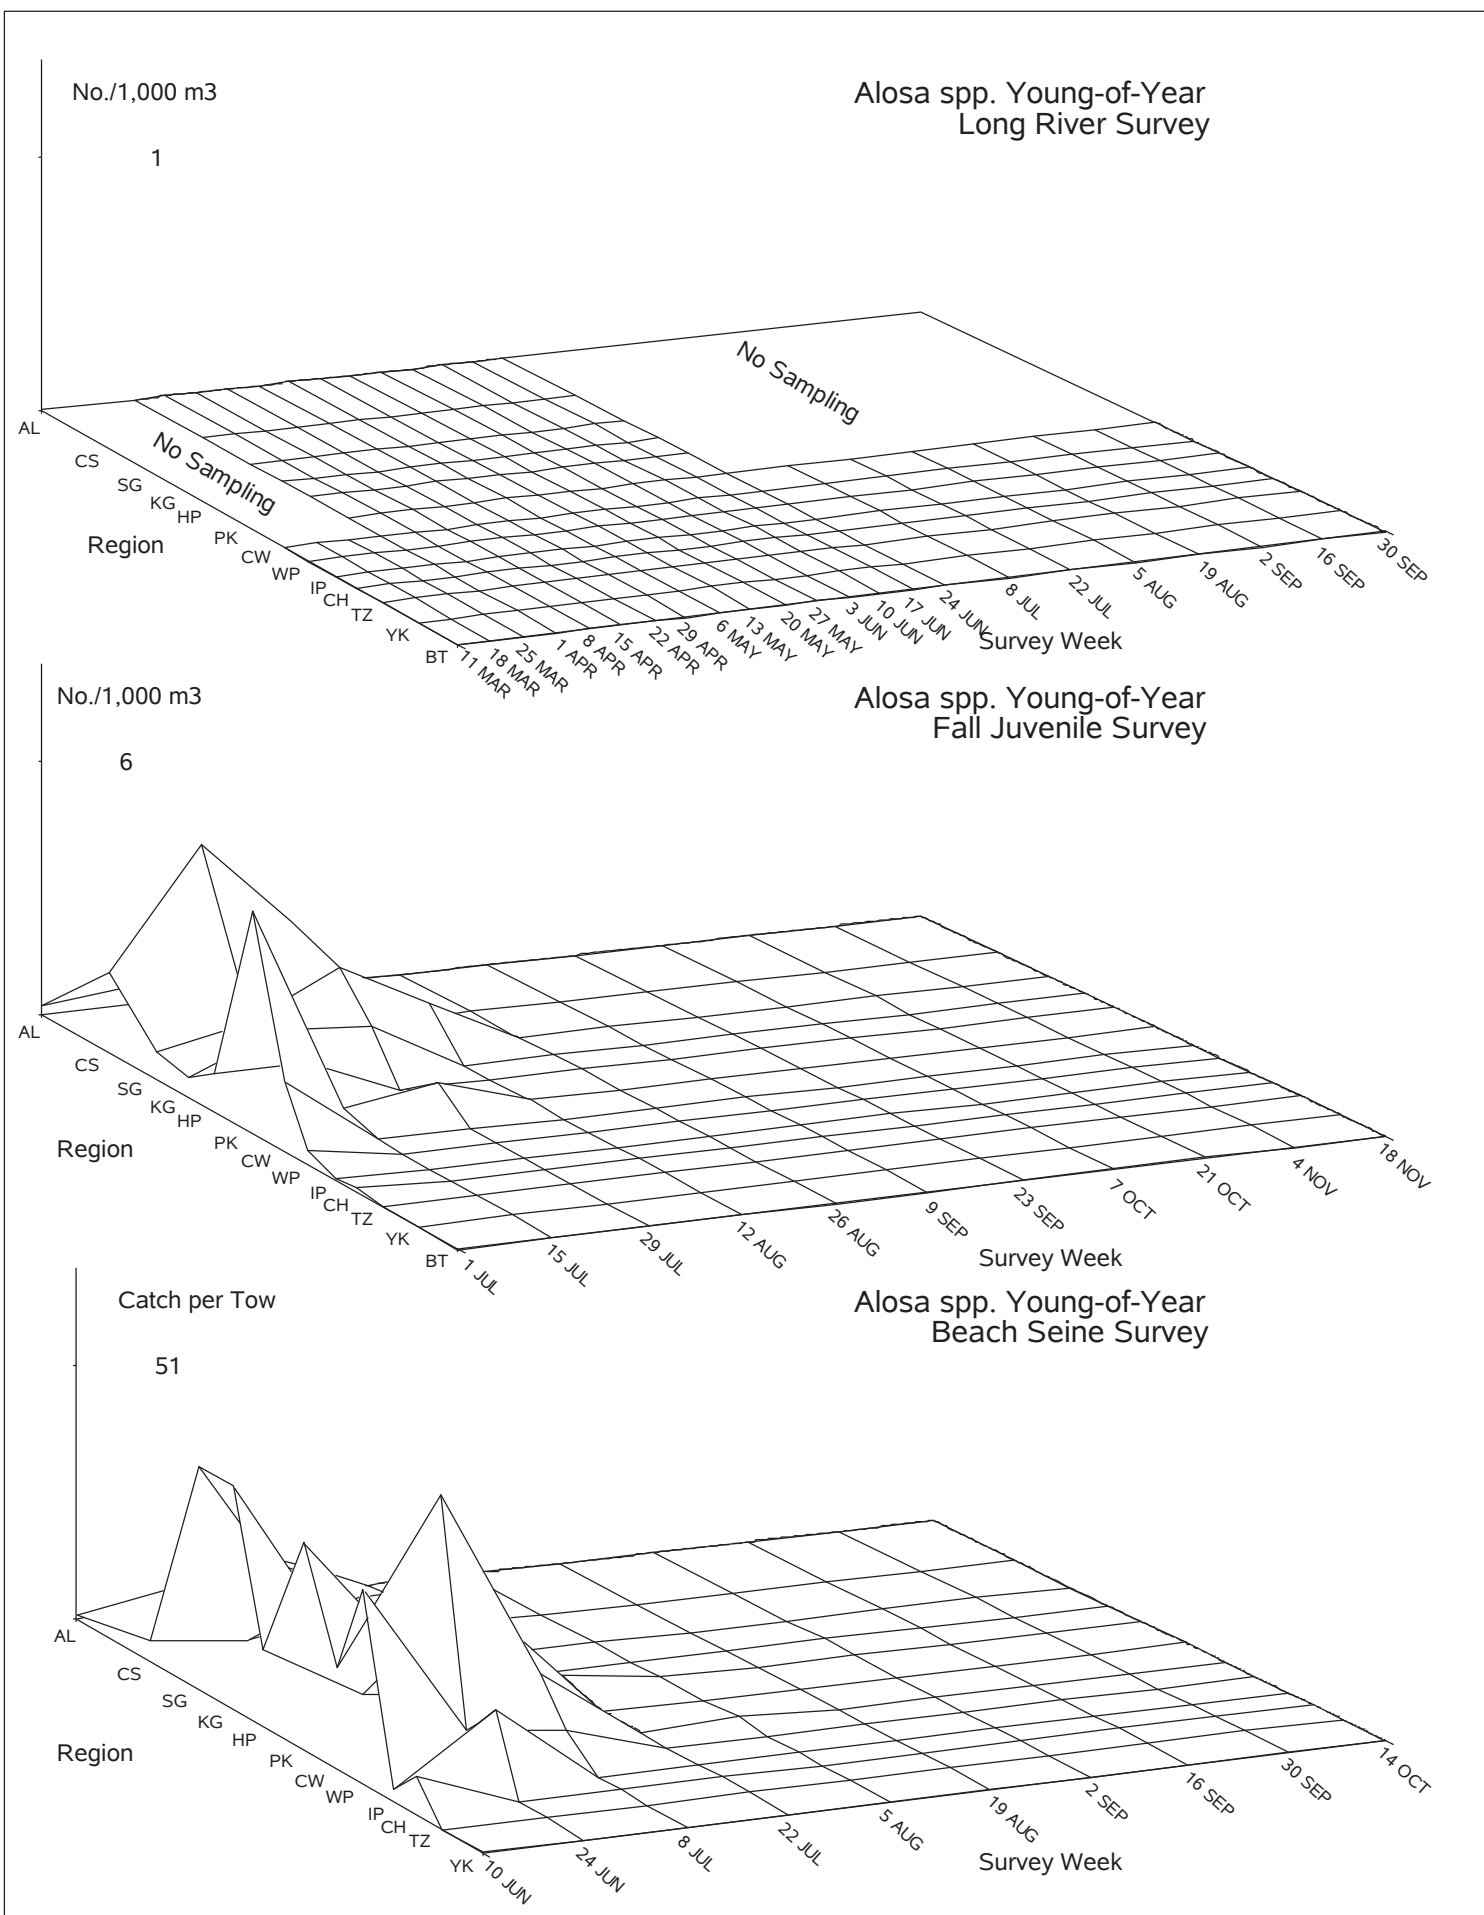 No./1,000 m3
Alosa spp. Young-of-Year
Long River Survey
1
No Sampling
AL
No Sampling
CS
SG
KG
HP
PK
CW
WP
IP
CH
TZ
YK
BT
Region
11 MAR
18 MAR
25 MAR
1 APR
8 APR
15 APR
22 APR
29 APR
6 MAY
13 MAY
20 MAY
27 MAY
3 JUN
10 JUN
17 JUN
24 JUN
8 JUL
22 JUL
5 AUG
19 AUG
2 SEP
16 SEP
30 SEP
Survey Week
No./1,000 m3
Alosa spp. Young-of-Year
Fall Juvenile Survey
6
AL
CS
SG
KG
HP
PK
CW
WP
IP
CH
TZ
YK
BT
Region
1 JUL
15 JUL
29 JUL
12 AUG
26 AUG
9 SEP
23 SEP
7 OCT
21 OCT
4 NOV
18 NOV
Survey Week
Catch per Tow
Alosa spp. Young-of-Year
Beach Seine Survey
51
AL
CS
SG
KG
HP
PK
CW
WP
IP
CH
TZ
YK
Region
10 JUN
24 JUN
8 JUL
22 JUL
5 AUG
19 AUG
2 SEP
16 SEP
30 SEP
14 OCT
Survey Week